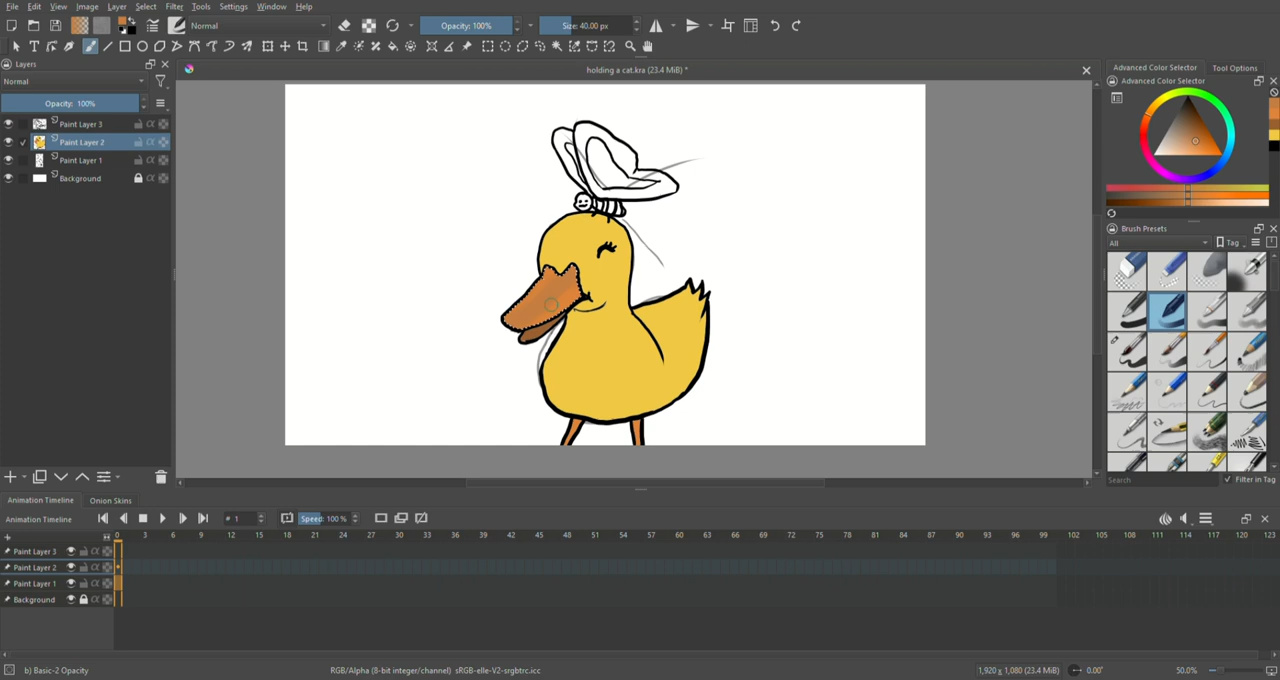 File Edit View Image Layer Select Filter Tools Settings Window Help
Normal Opacity: 100% Size: 40.00 px
Layers
holding a cat.kra (23.4 MiB) *
Advanced Color Selector Tool Options
Advanced Color Selector
Normal
Opacity: 100%
Paint Layer 3
Paint Layer 2
Paint Layer 1
Background
Brush Presets
All Tag
Search Filter in Tag
Animation Timeline Onion Skins
Animation Timeline # 1 Speed: 100 %
0 3 6 9 12 15 18 21 24 27 30 33 36 39 42 45 48 51 54 57 60 63 66 69 72 75 78 81 84 87 90 93 96 99 102 105 108 111 114 117 120 123
Paint Layer 3
Paint Layer 2
Paint Layer 1
Background
b) Basic-2 Opacity RGB/Alpha (8-bit integer/channel) sRGB-elle-V2-srgbtrc.icc 1,920 x 1,080 (23.4 MiB) 0.00° 50.0%